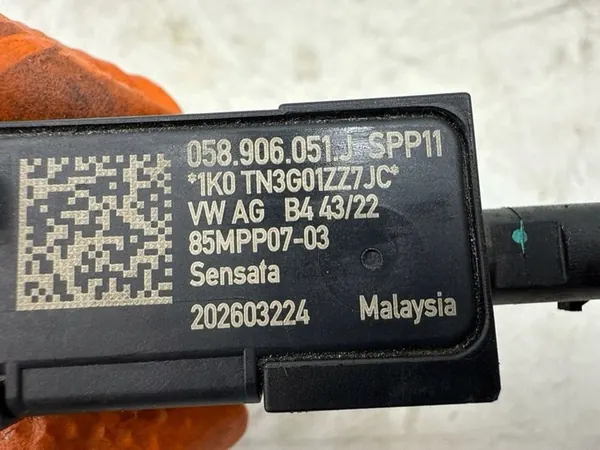 058.906.051.J SPP11
*1K0 TN3G01ZZ7JC*
VW AG B4 43/22
85MPP07-03
Sensata
202603224 Malaysia